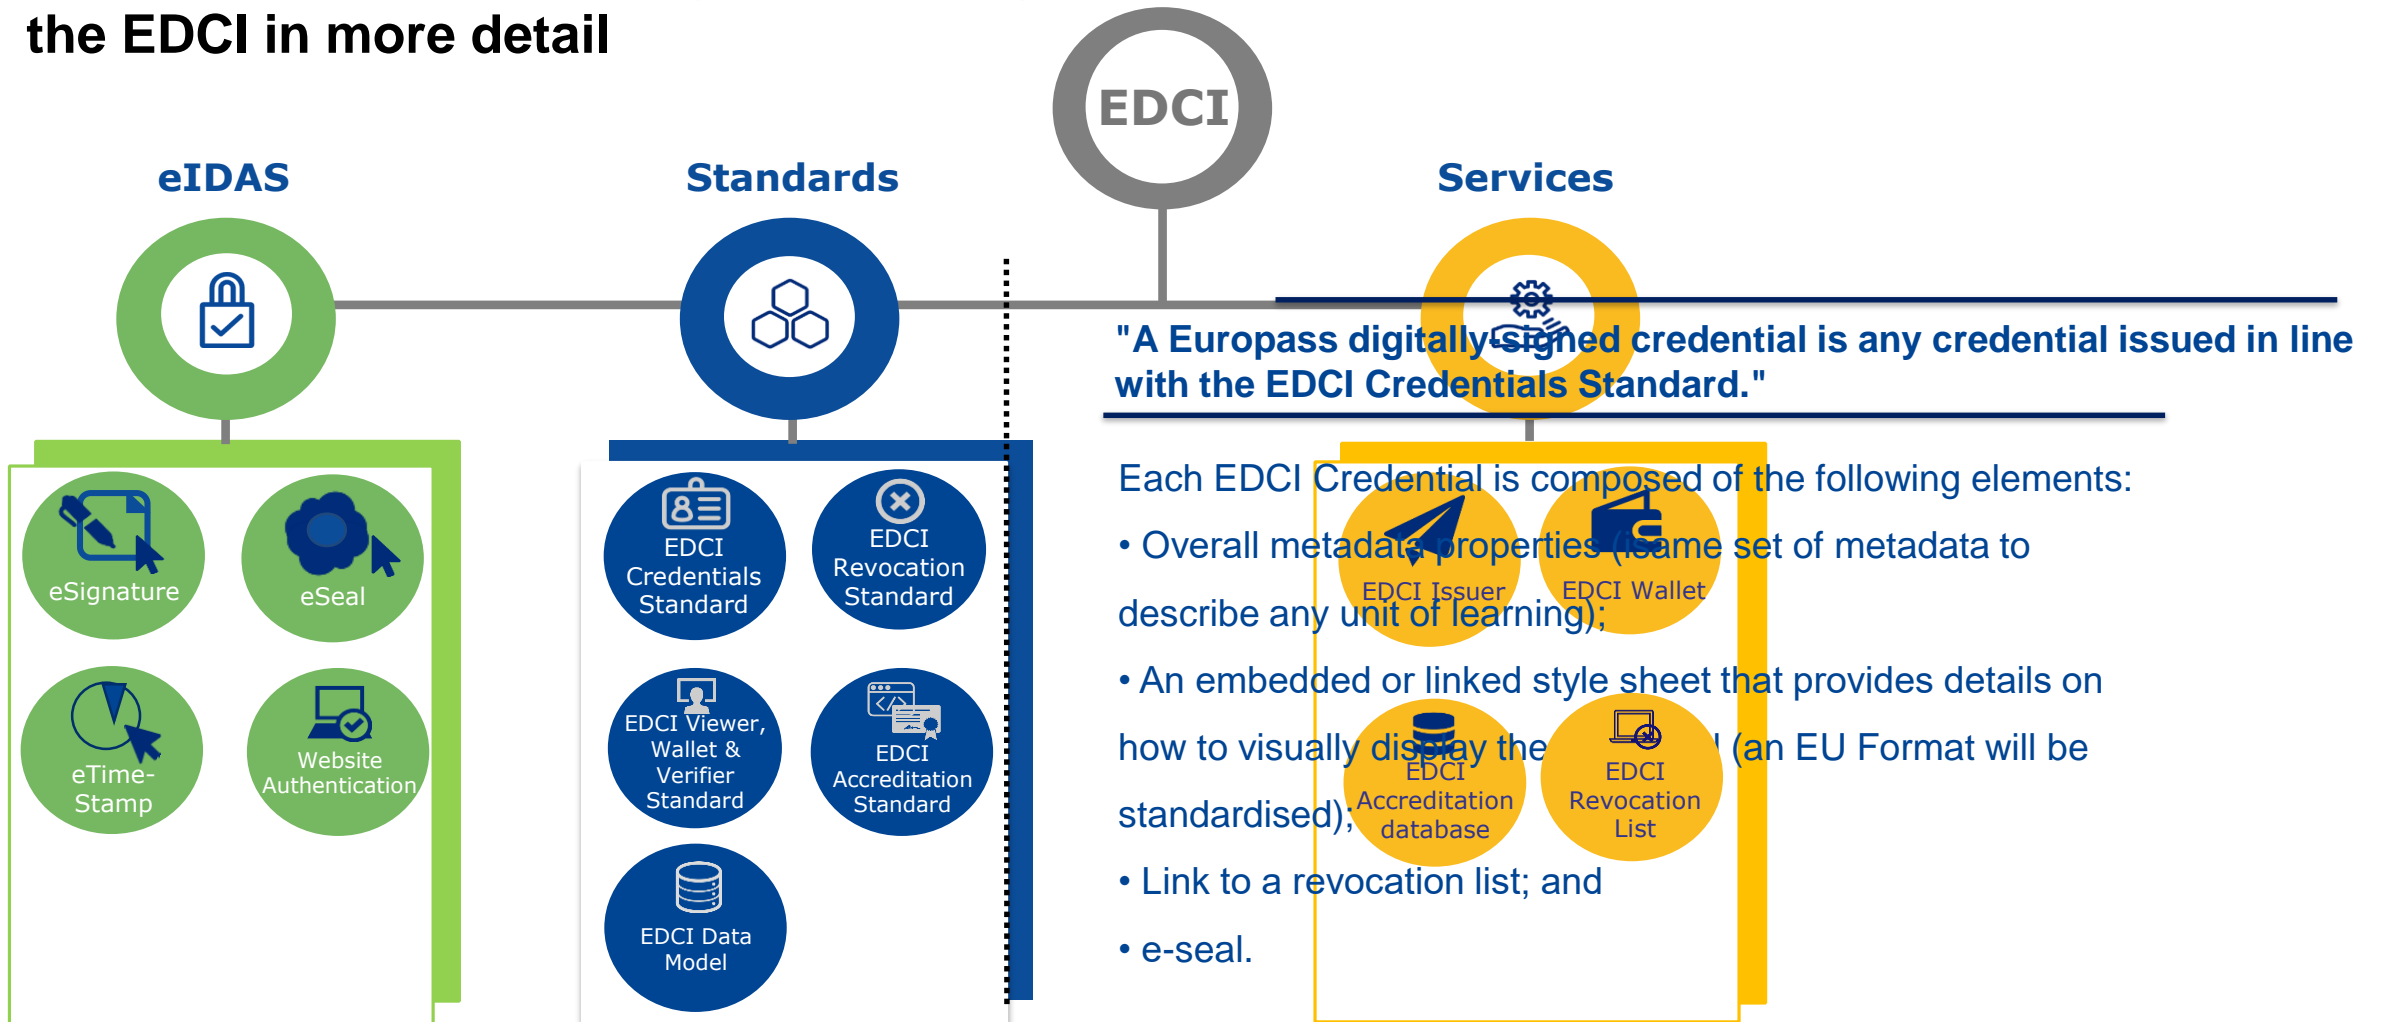 the EDCI in more detail
EDCI
eIDAS
Standards
Services
eSignature
eSeal
eTime-
Stamp
Website
Authentication
EDCI
Credentials
Standard
EDCI
Revocation
Standard
EDCI Viewer,
Wallet &
Verifier
Standard
EDCI
Accreditation
Standard
EDCI Data
Model
EDCI Issuer
EDCI Wallet
EDCI
Accreditation
database
EDCI
Revocation
List
"A Europass digitally-signed credential is any credential issued in line
with the EDCI Credentials Standard."
Each EDCI Credential is composed of the following elements:
• Overall metadata properties (isame set of metadata to
describe any unit of learning);
• An embedded or linked style sheet that provides details on
how to visually display the (an EU Format will be
standardised);
• Link to a revocation list; and
• e-seal.